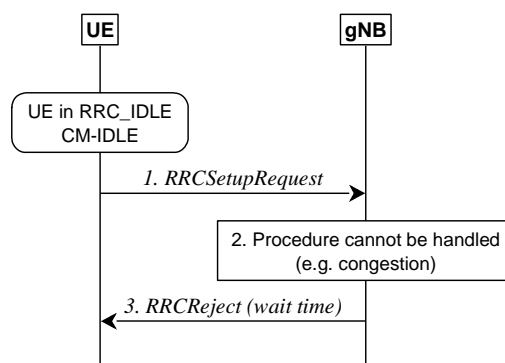 UE
gNB
UE in RRC_IDLE
CM-IDLE
1. RRCSetupRequest
2. Procedure cannot be handled
(e.g. congestion)
3. RRCReject (wait time)